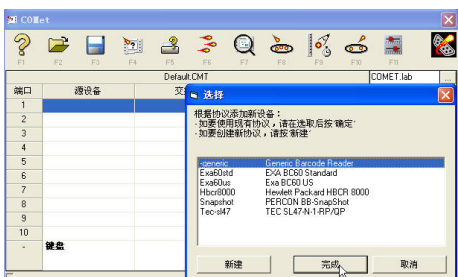 COMet
F1 F2 F3 F4 F5 F6 F7 F8 F9 F10 F11
Default.CMT COMET.lab ...
端口 源设备
选择
根据协议添加新设备：
·如要使用现有协议，请在选取后按'确定'
·如要创建新协议，请按'新建'
-generic Generic Barcode Reader
Exa60std EXA BC60 Standard
Exa60us Exa BC60 US
Hbcr8000 Hewlett Packard HBCR 8000
Snapshot PERCON BB-SnapShot
Tec-sl47 TEC SL47-N-1-RP/QP
新建 完成 取消
1
2
3
4
5
6
7
8
9
10
- 键盘